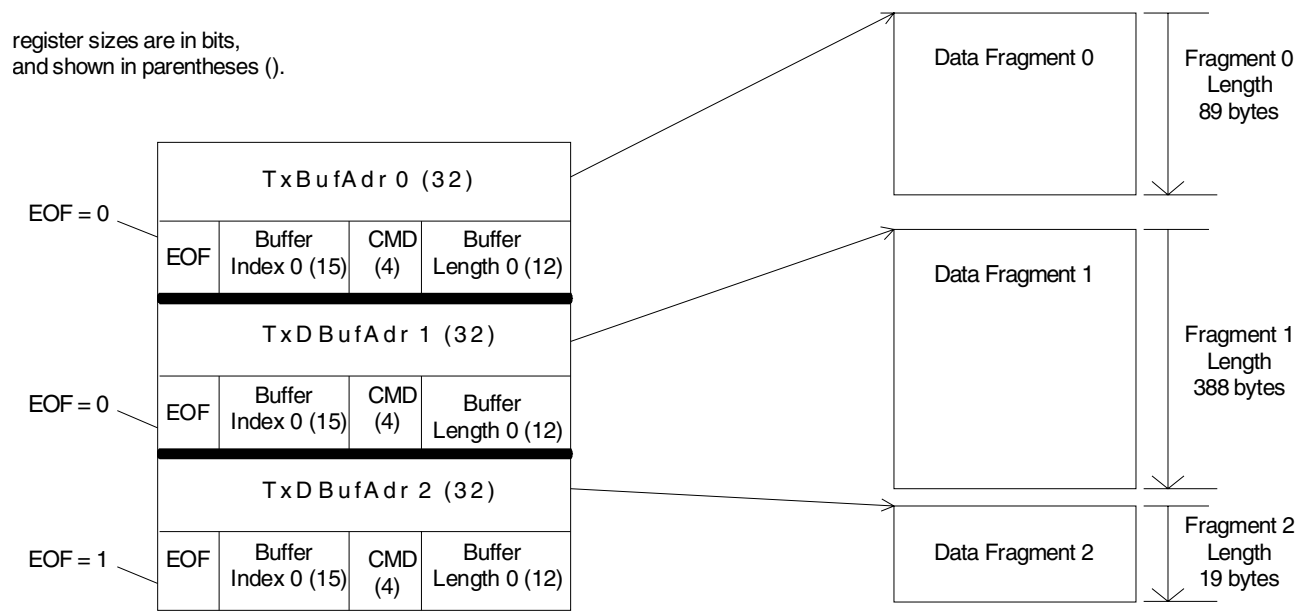 register sizes are in bits,
and shown in parentheses ().
TxBufAdr 0 (32)
EOF = 0
EOF
Buffer
Index 0 (15)
CMD
(4)
Buffer
Length 0 (12)
TxDBufAdr 1 (32)
EOF = 0
EOF
Buffer
Index 0 (15)
CMD
(4)
Buffer
Length 0 (12)
TxDBufAdr 2 (32)
EOF = 1
EOF
Buffer
Index 0 (15)
CMD
(4)
Buffer
Length 0 (12)
Data Fragment 0
Fragment 0
Length
89 bytes
Data Fragment 1
Fragment 1
Length
388 bytes
Data Fragment 2
Fragment 2
Length
19 bytes